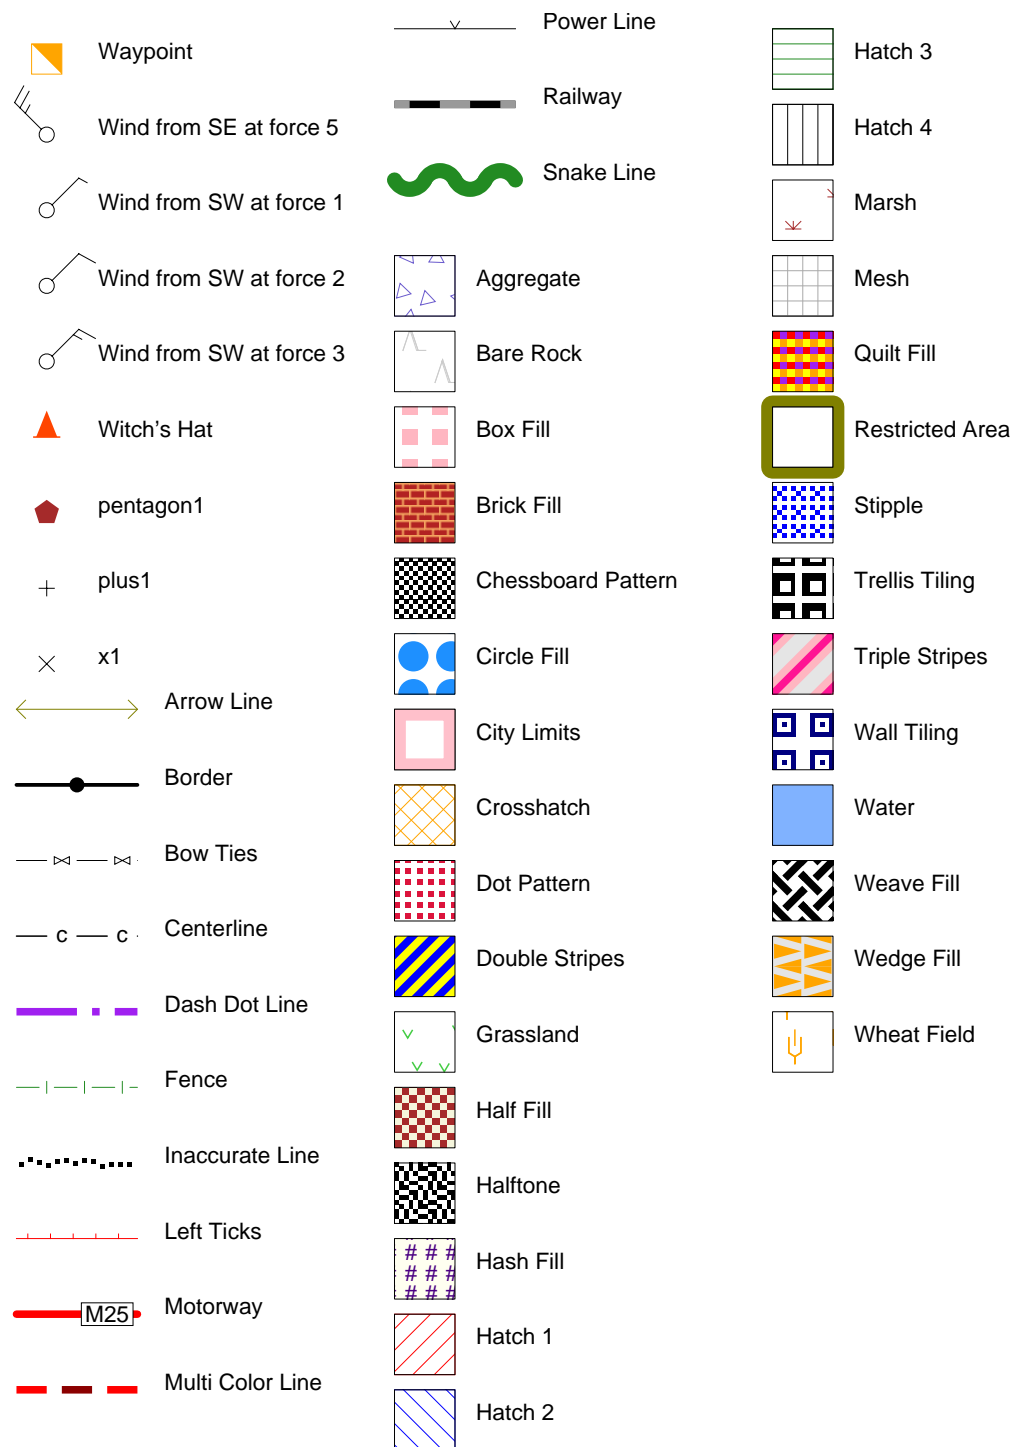 Waypoint
Wind from SE at force 5
Wind from SW at force 1
Wind from SW at force 2
Wind from SW at force 3
Witch's Hat
pentagon1
plus1
x1
Arrow Line
Border
Bow Ties
c c Centerline
Dash Dot Line
Fence
Inaccurate Line
Left Ticks
M25 Motorway
Multi Color Line
Power Line
Railway
Snake Line
Aggregate
Bare Rock
Box Fill
Brick Fill
Chessboard Pattern
Circle Fill
City Limits
Crosshatch
Dot Pattern
Double Stripes
Grassland
Half Fill
Halftone
# # # Hash Fill
# # #
# # #
Hatch 1
Hatch 2
Hatch 3
Hatch 4
Marsh
Mesh
Quilt Fill
Restricted Area
Stipple
Trellis Tiling
Triple Stripes
Wall Tiling
Water
Weave Fill
Wedge Fill
Wheat Field